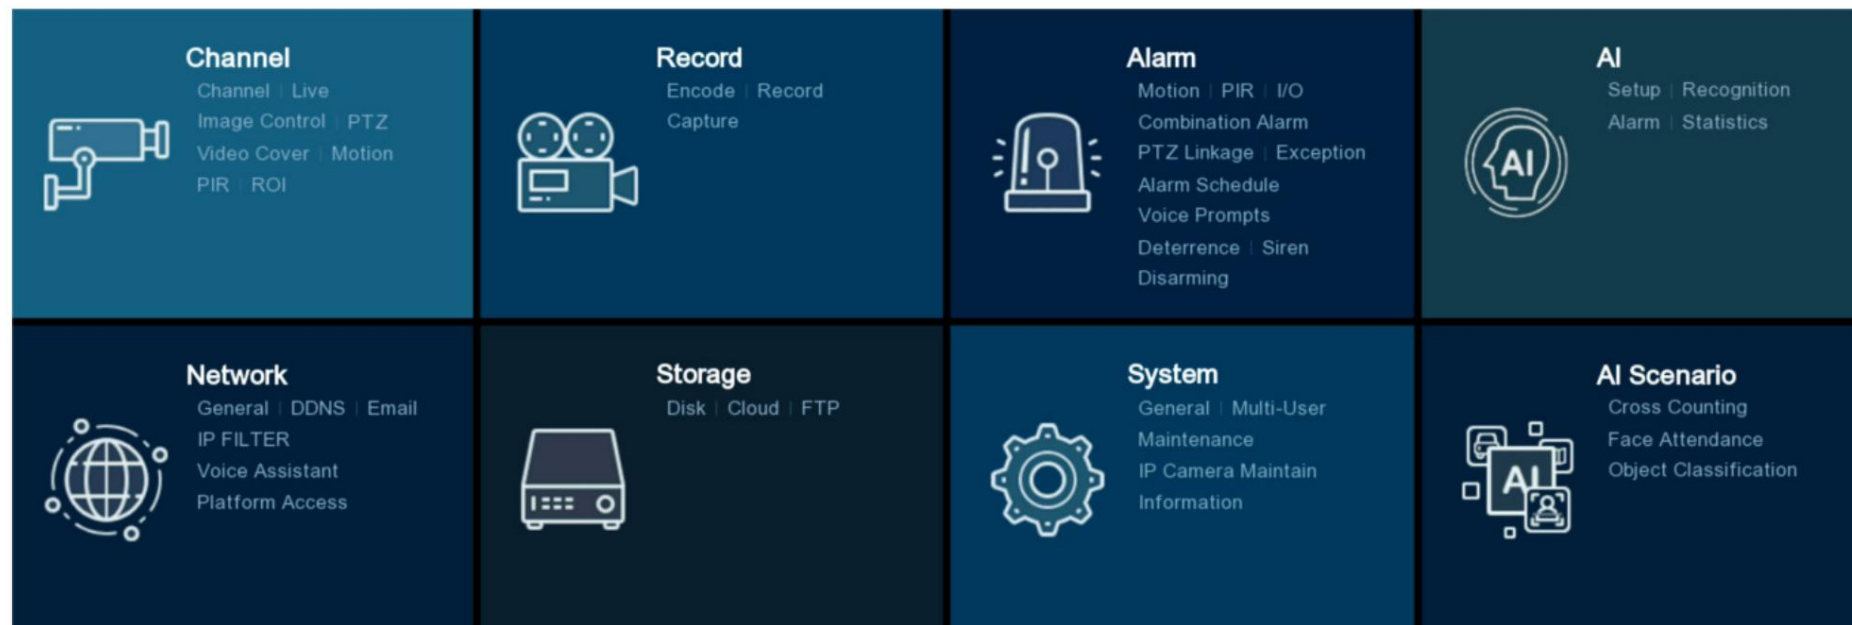 Channel
Channel | Live
Image Control | PTZ
Video Cover | Motion
PIR | ROI
Record
Encode | Record
Capture
Alarm
Motion | PIR | I/O
Combination Alarm
PTZ Linkage | Exception
Alarm Schedule
Voice Prompts
Deterrence | Siren
Disarming
AI
Setup | Recognition
Alarm | Statistics
AI
Network
General | DDNS | Email
IP FILTER
Voice Assistant
Platform Access
Storage
Disk | Cloud | FTP
System
General | Multi-User
Maintenance
IP Camera Maintain
Information
AI Scenario
Cross Counting
Face Attendance
Object Classification
AI